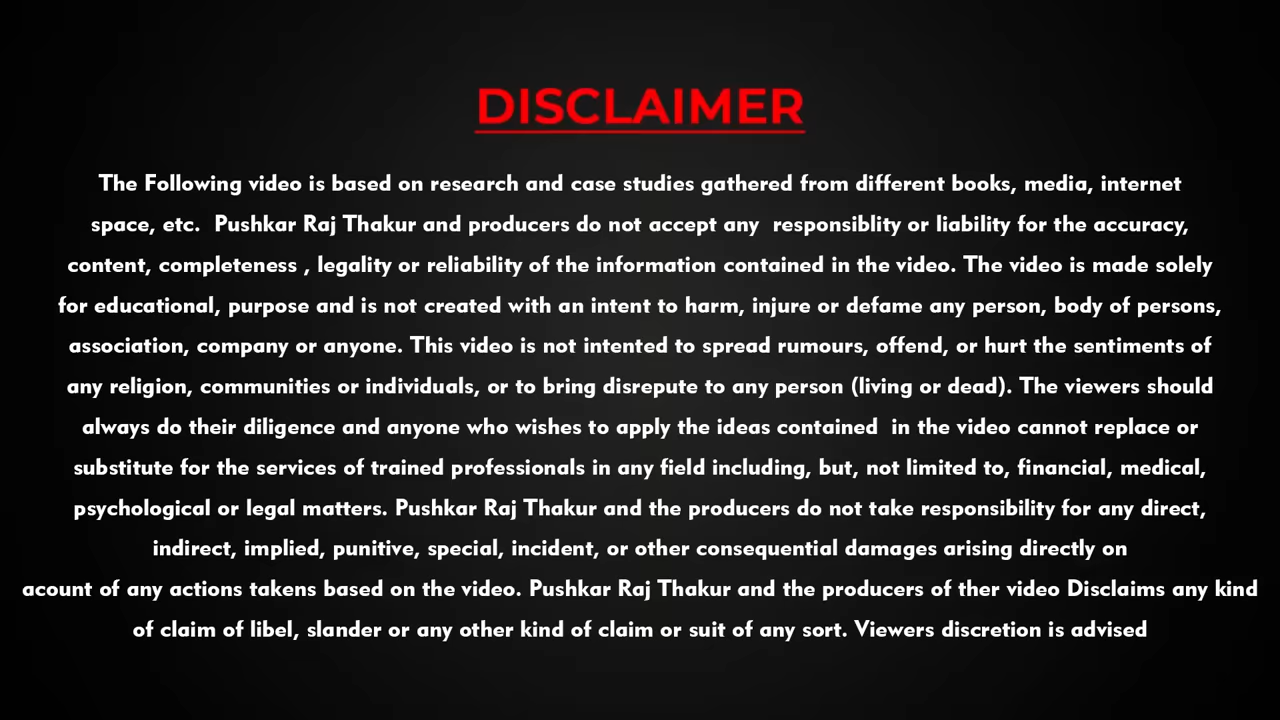 DISCLAIMER
The Following video is based on research and case studies gathered from different books, media, internet
space, etc.  Pushkar Raj Thakur and producers do not accept any  responsiblity or liability for the accuracy,
content, completeness , legality or reliability of the information contained in the video. The video is made solely
for educational, purpose and is not created with an intent to harm, injure or defame any person, body of persons,
association, company or anyone. This video is not intented to spread rumours, offend, or hurt the sentiments of
any religion, communities or individuals, or to bring disrepute to any person (living or dead). The viewers should
always do their diligence and anyone who wishes to apply the ideas contained  in the video cannot replace or
substitute for the services of trained professionals in any field including, but, not limited to, financial, medical,
psychological or legal matters. Pushkar Raj Thakur and the producers do not take responsibility for any direct,
indirect, implied, punitive, special, incident, or other consequential damages arising directly on
acount of any actions takens based on the video. Pushkar Raj Thakur and the producers of ther video Disclaims any kind
of claim of libel, slander or any other kind of claim or suit of any sort. Viewers discretion is advised